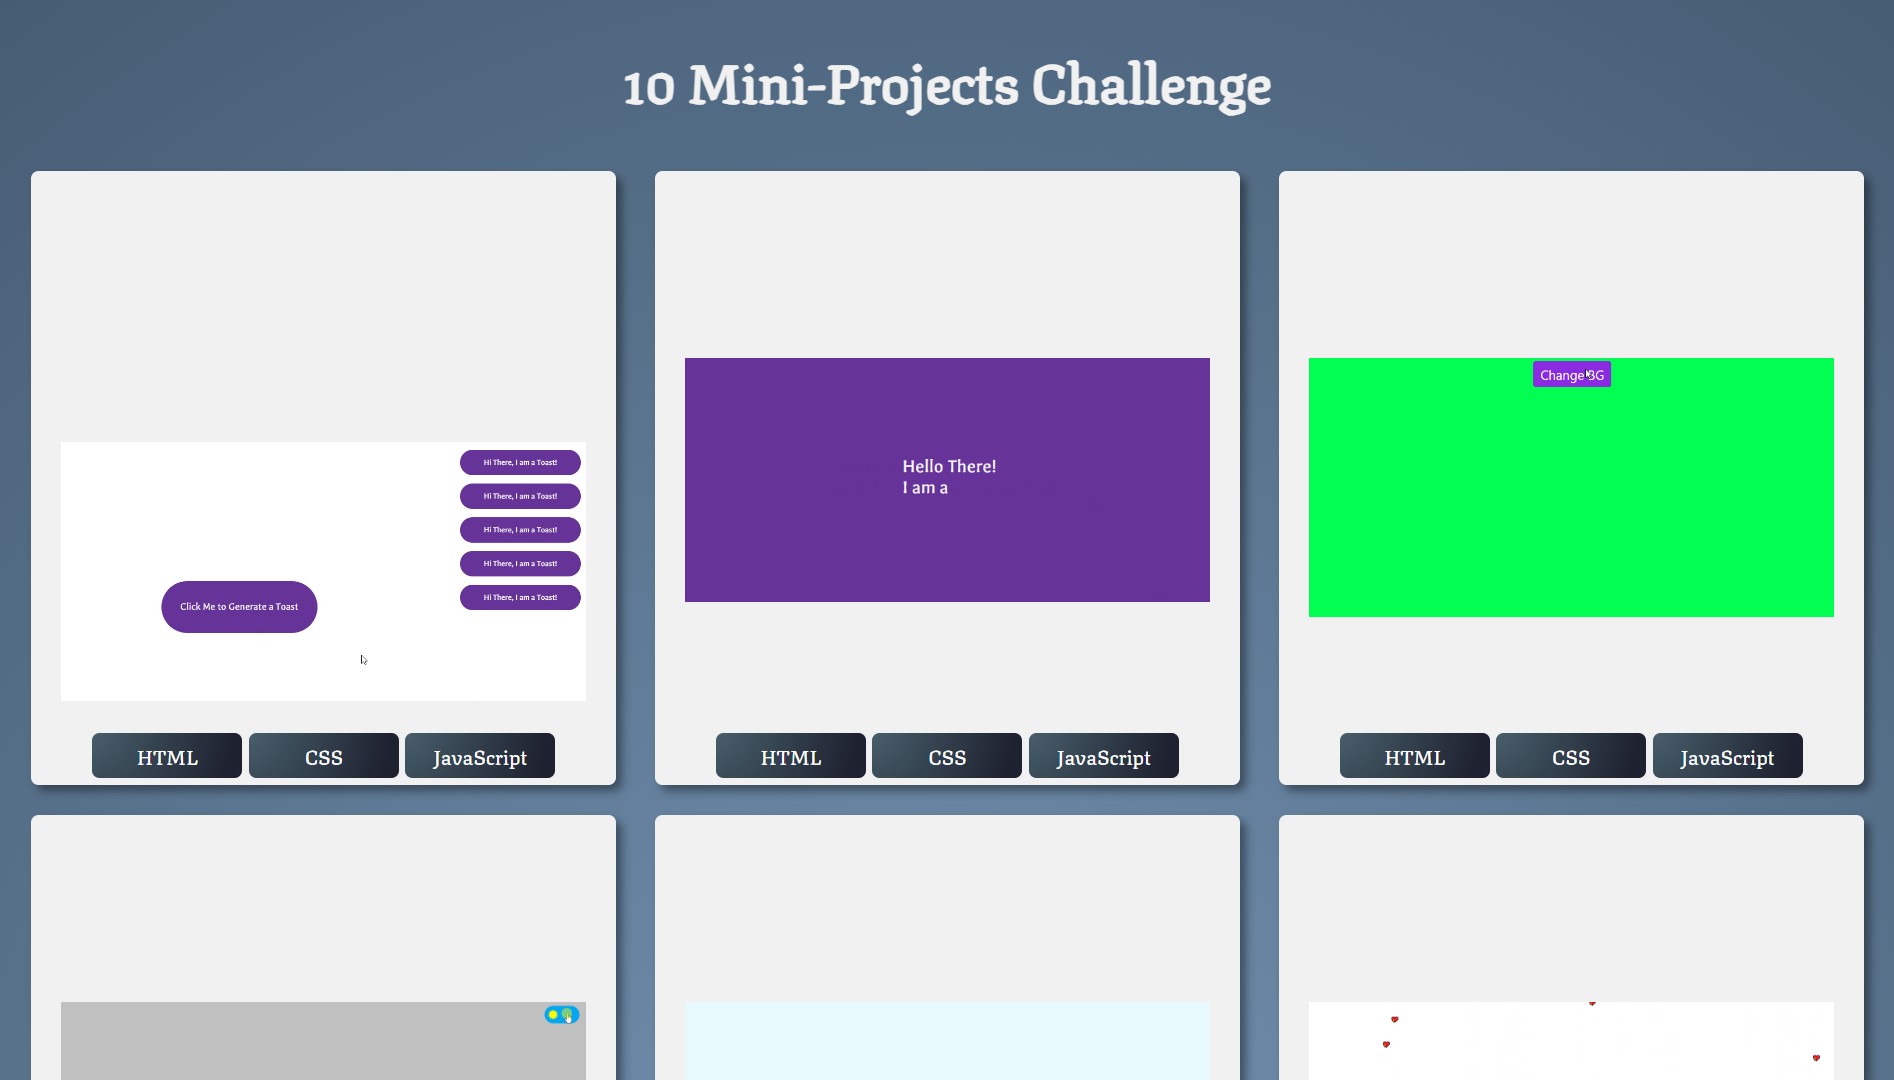 10 Mini-Projects Challenge
Hi There, I am a Toast!
Hi There, I am a Toast!
Hi There, I am a Toast!
Hi There, I am a Toast!
Hi There, I am a Toast!
Click Me to Generate a Toast
HTML CSS JavaScript
Hello There!
I am a
HTML CSS JavaScript
Change BG
HTML CSS JavaScript